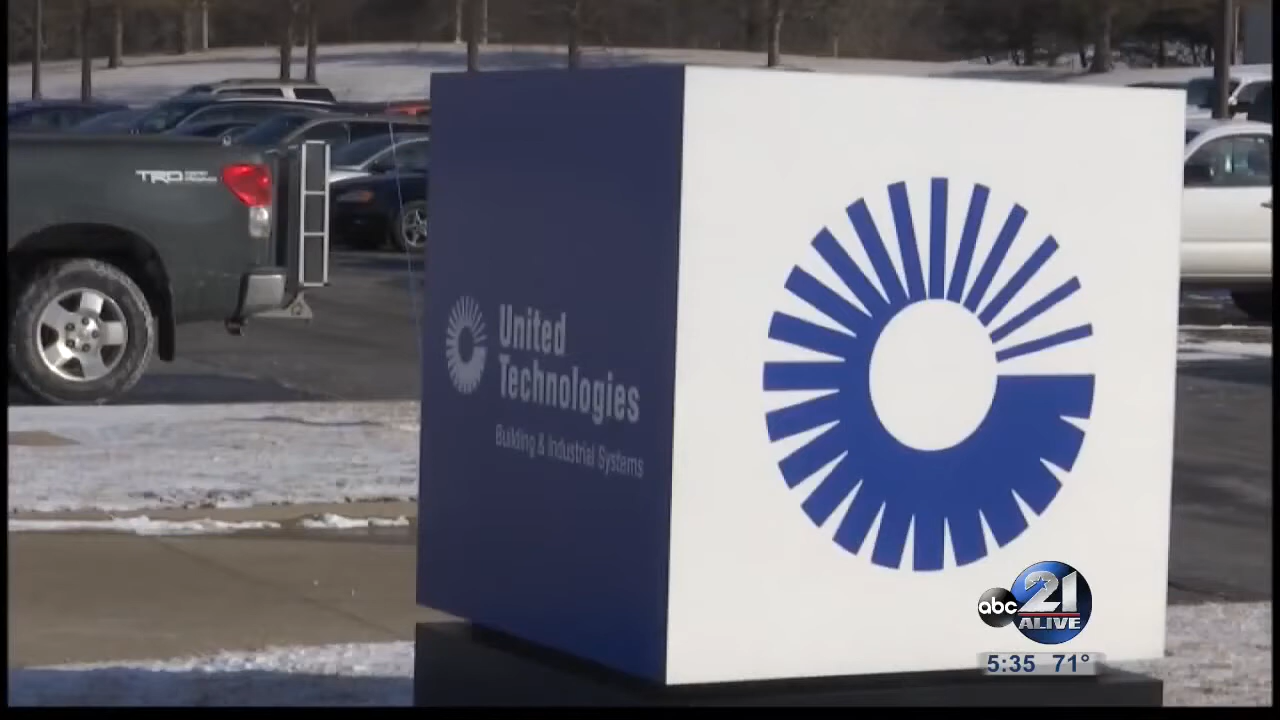 TRD
United
Technologies
Building & Industrial Systems
abc 21
ALIVE
5:35 71°